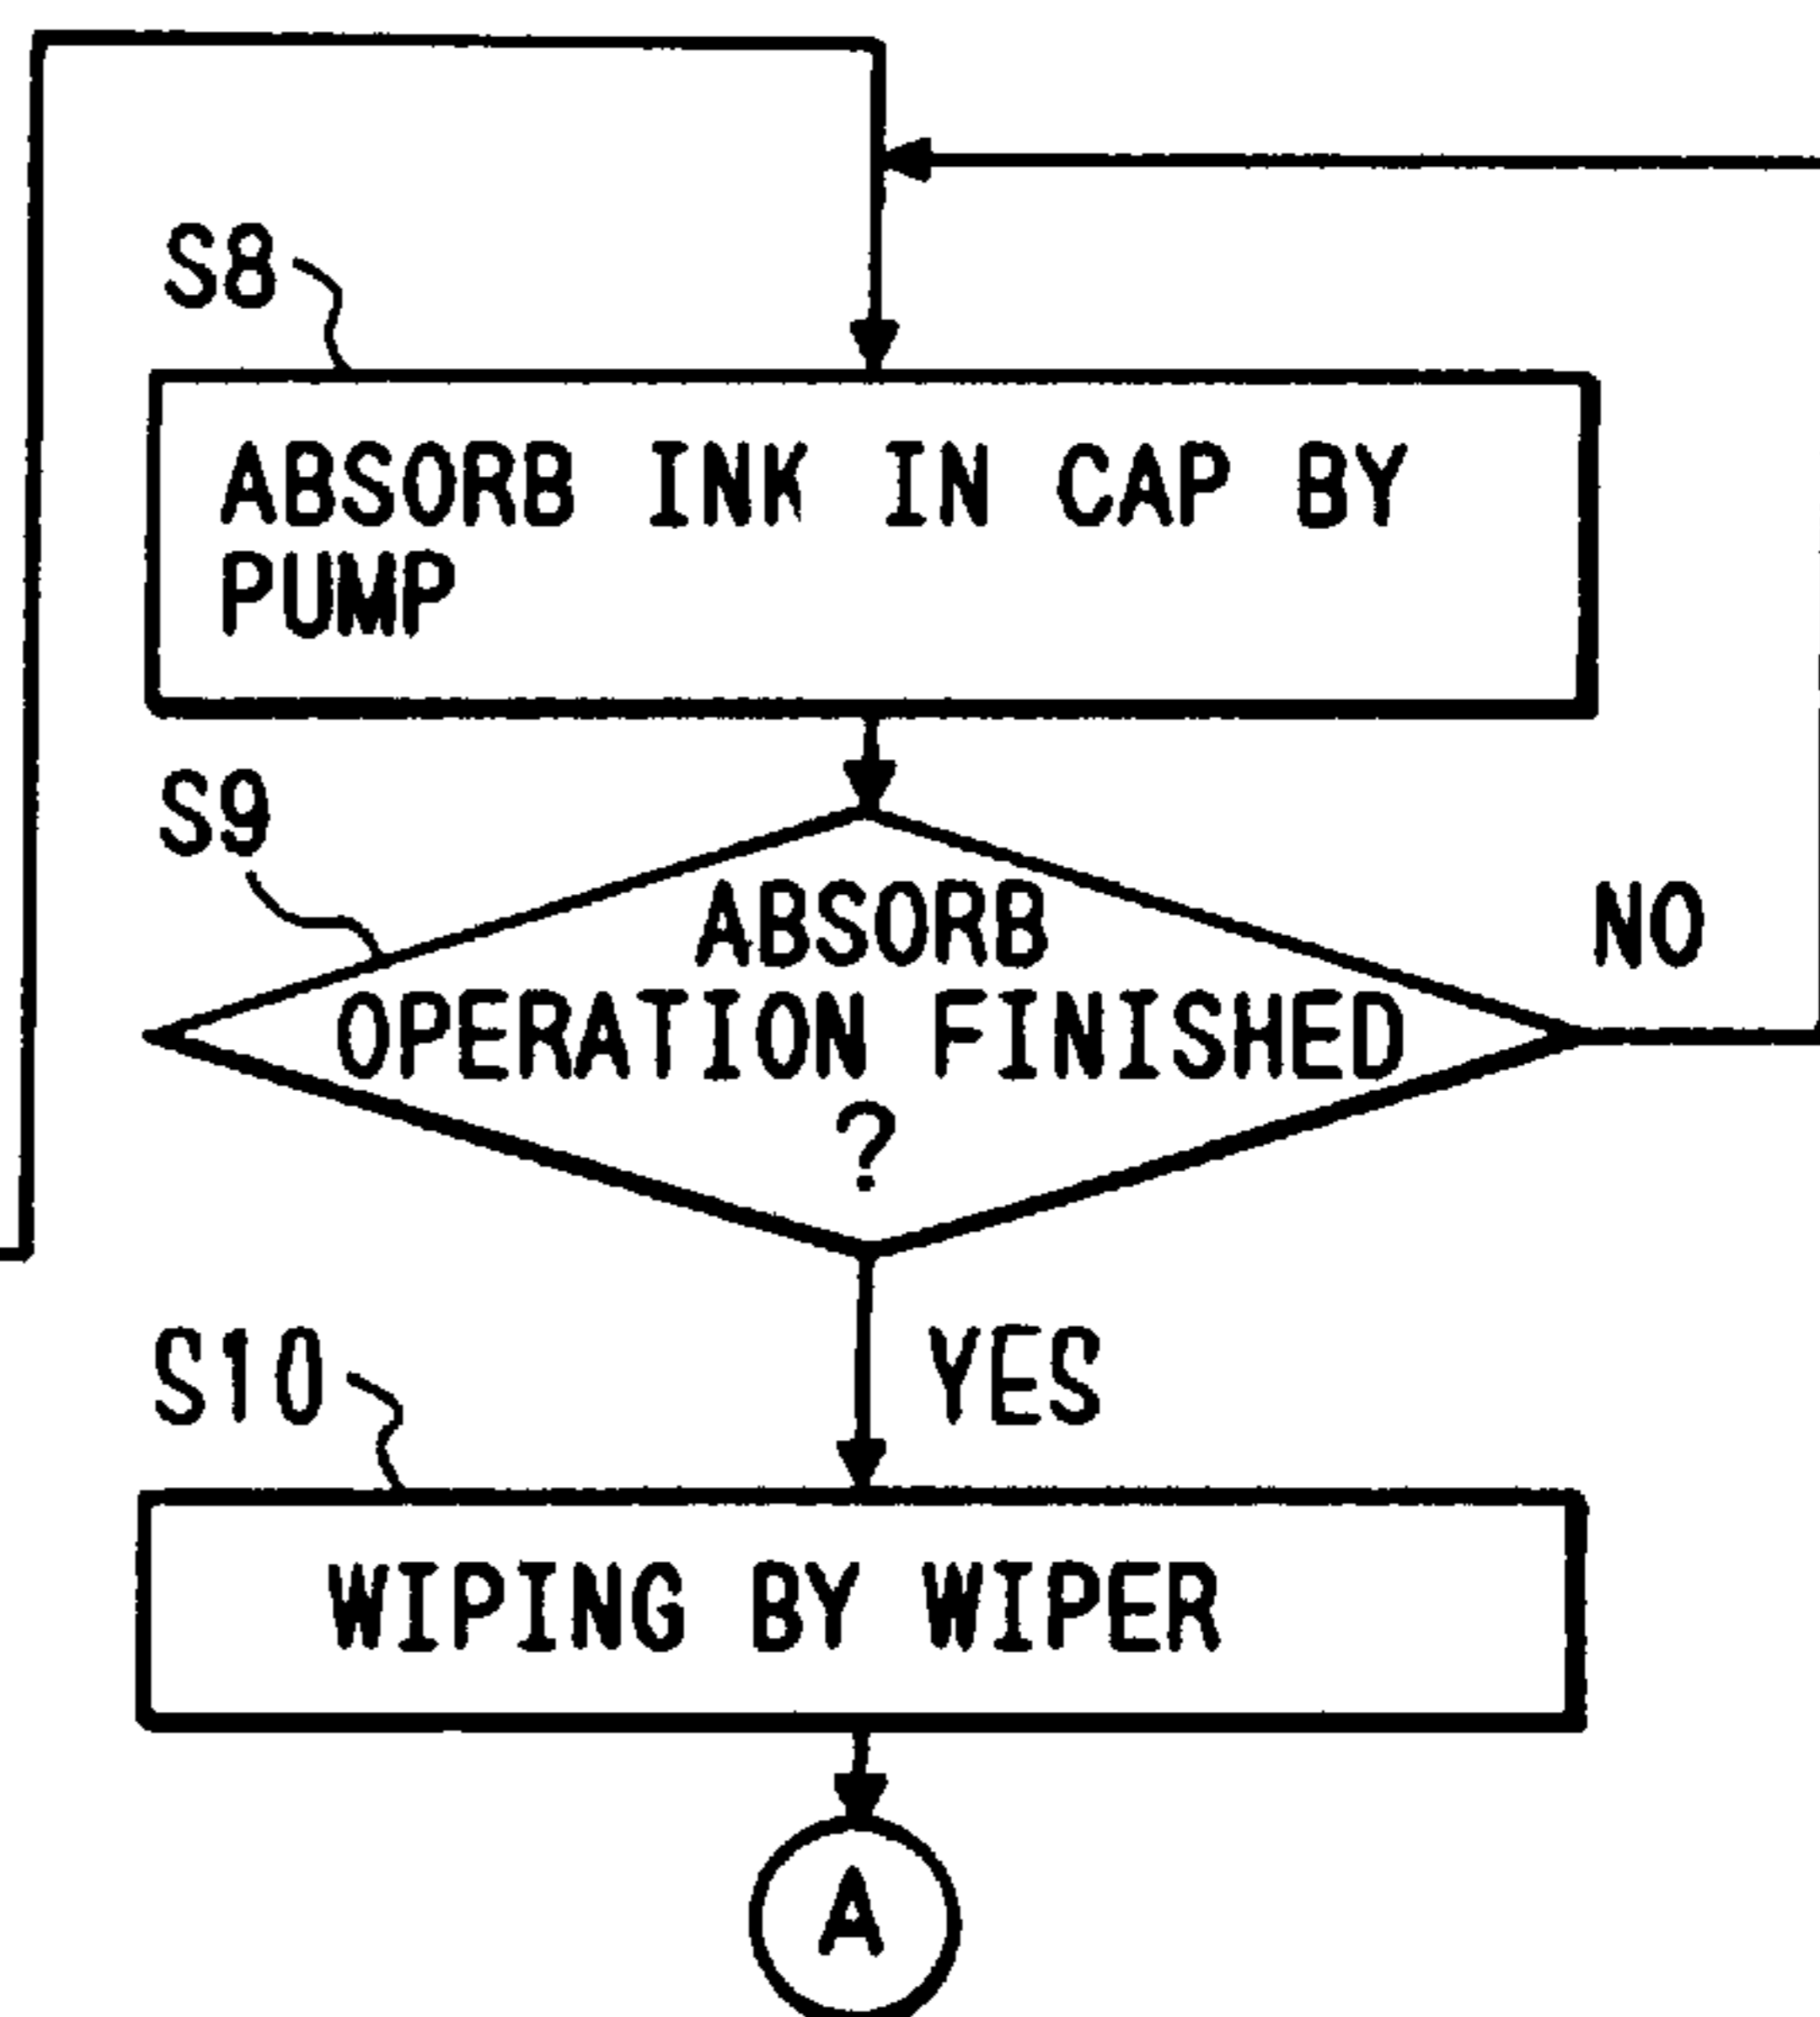 S8
ABSORB INK IN CAP BY
PUMP
S9
ABSORB
OPERATION FINISHED
?
NO
S10
YES
WIPING BY WIPER
A